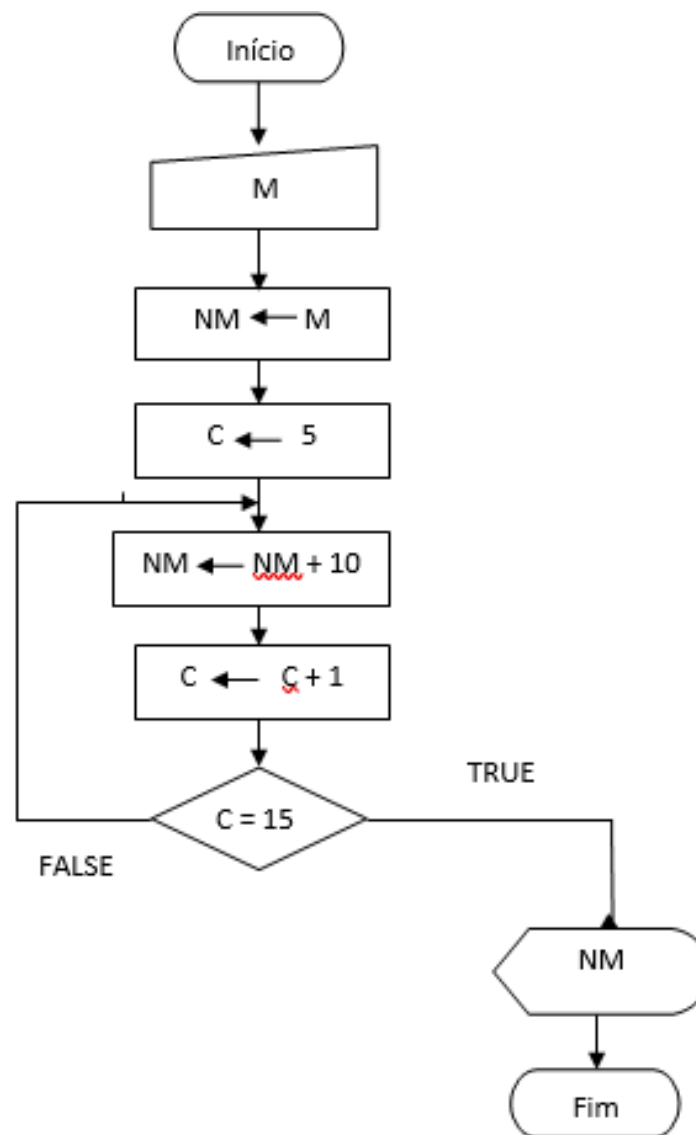 Início
M
NM ← M
C ← 5
NM ← NM + 10
C ← C + 1
C = 15
TRUE
FALSE
NM
Fim